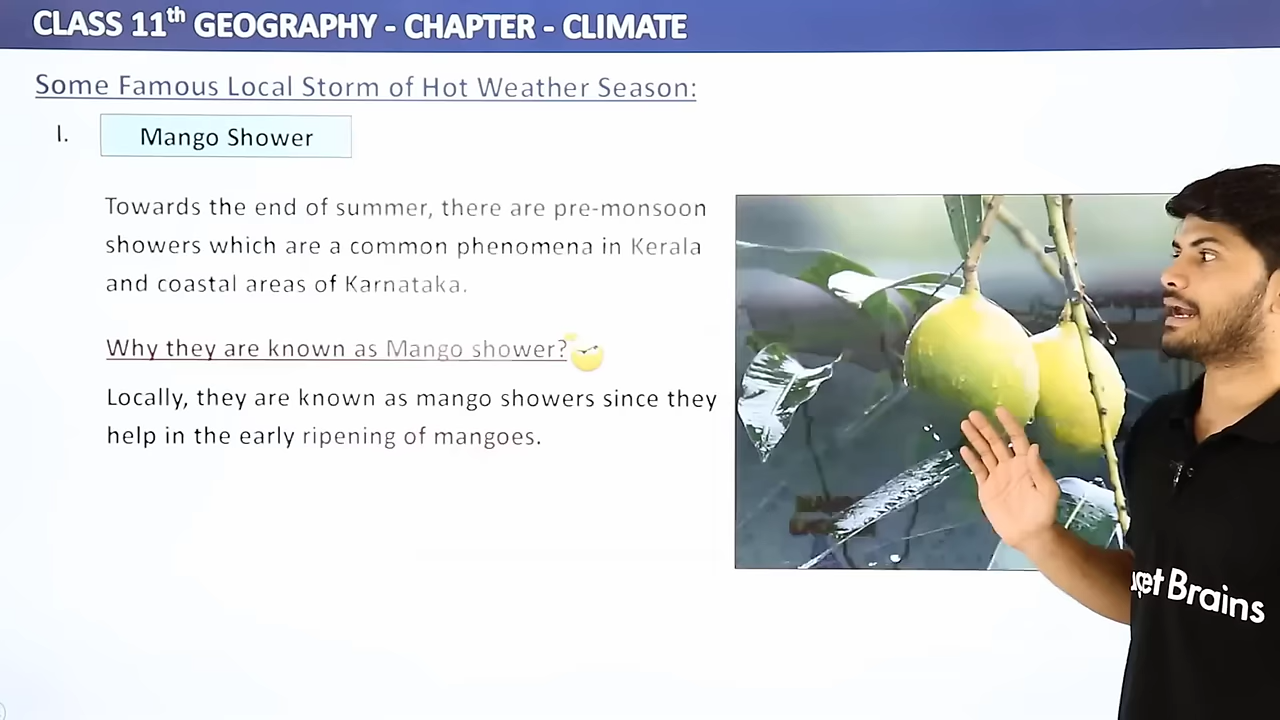 CLASS 11th GEOGRAPHY - CHAPTER - CLIMATE
Some Famous Local Storm of Hot Weather Season:
I. Mango Shower
Towards the end of summer, there are pre-monsoon
showers which are a common phenomena in Kerala
and coastal areas of Karnataka.
Why they are known as Mango shower?
Locally, they are known as mango showers since they
help in the early ripening of mangoes.
Brains